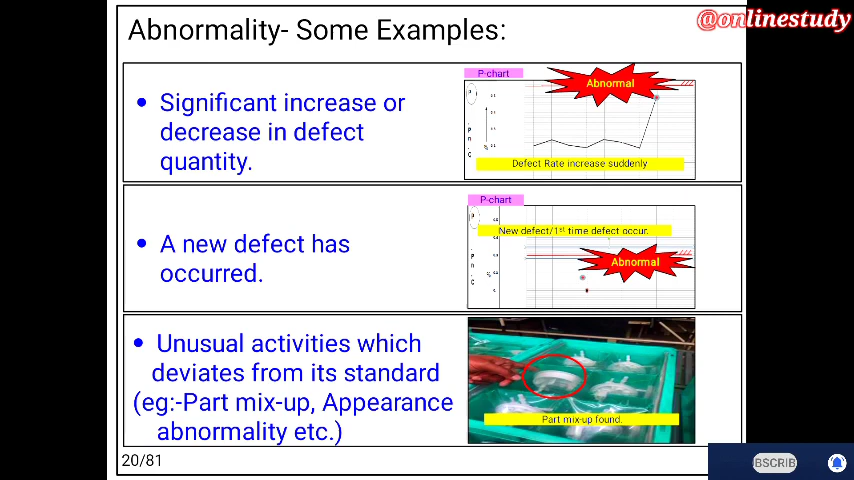 @onlinestudy
Abnormality- Some Examples:
• Significant increase or
decrease in defect
quantity.
P-chart
Abnormal
Defect Rate increase suddenly
• A new defect has
occurred.
P-chart
New defect/1st time defect occur.
Abnormal
• Unusual activities which
deviates from its standard
(eg:-Part mix-up, Appearance
abnormality etc.)
Part mix-up found.
20/81
BSCRIB